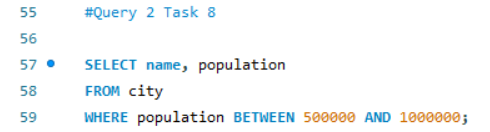 55 #Query 2 Task 8
56
57 SELECT name, population
58 FROM city
59 WHERE population BETWEEN 500000 AND 1000000;